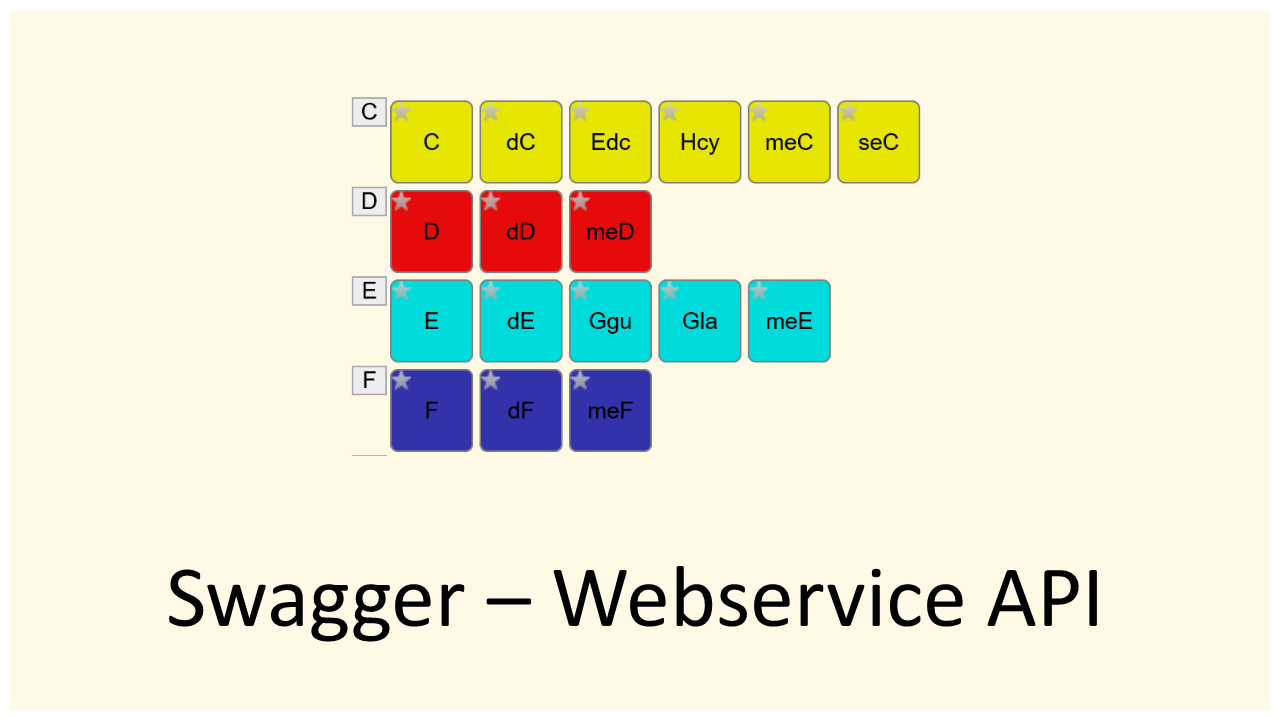 C C dC Edc Hcy meC seC
D D dD meD
E E dE Ggu Gla meE
F F dF meF
Swagger – Webservice API